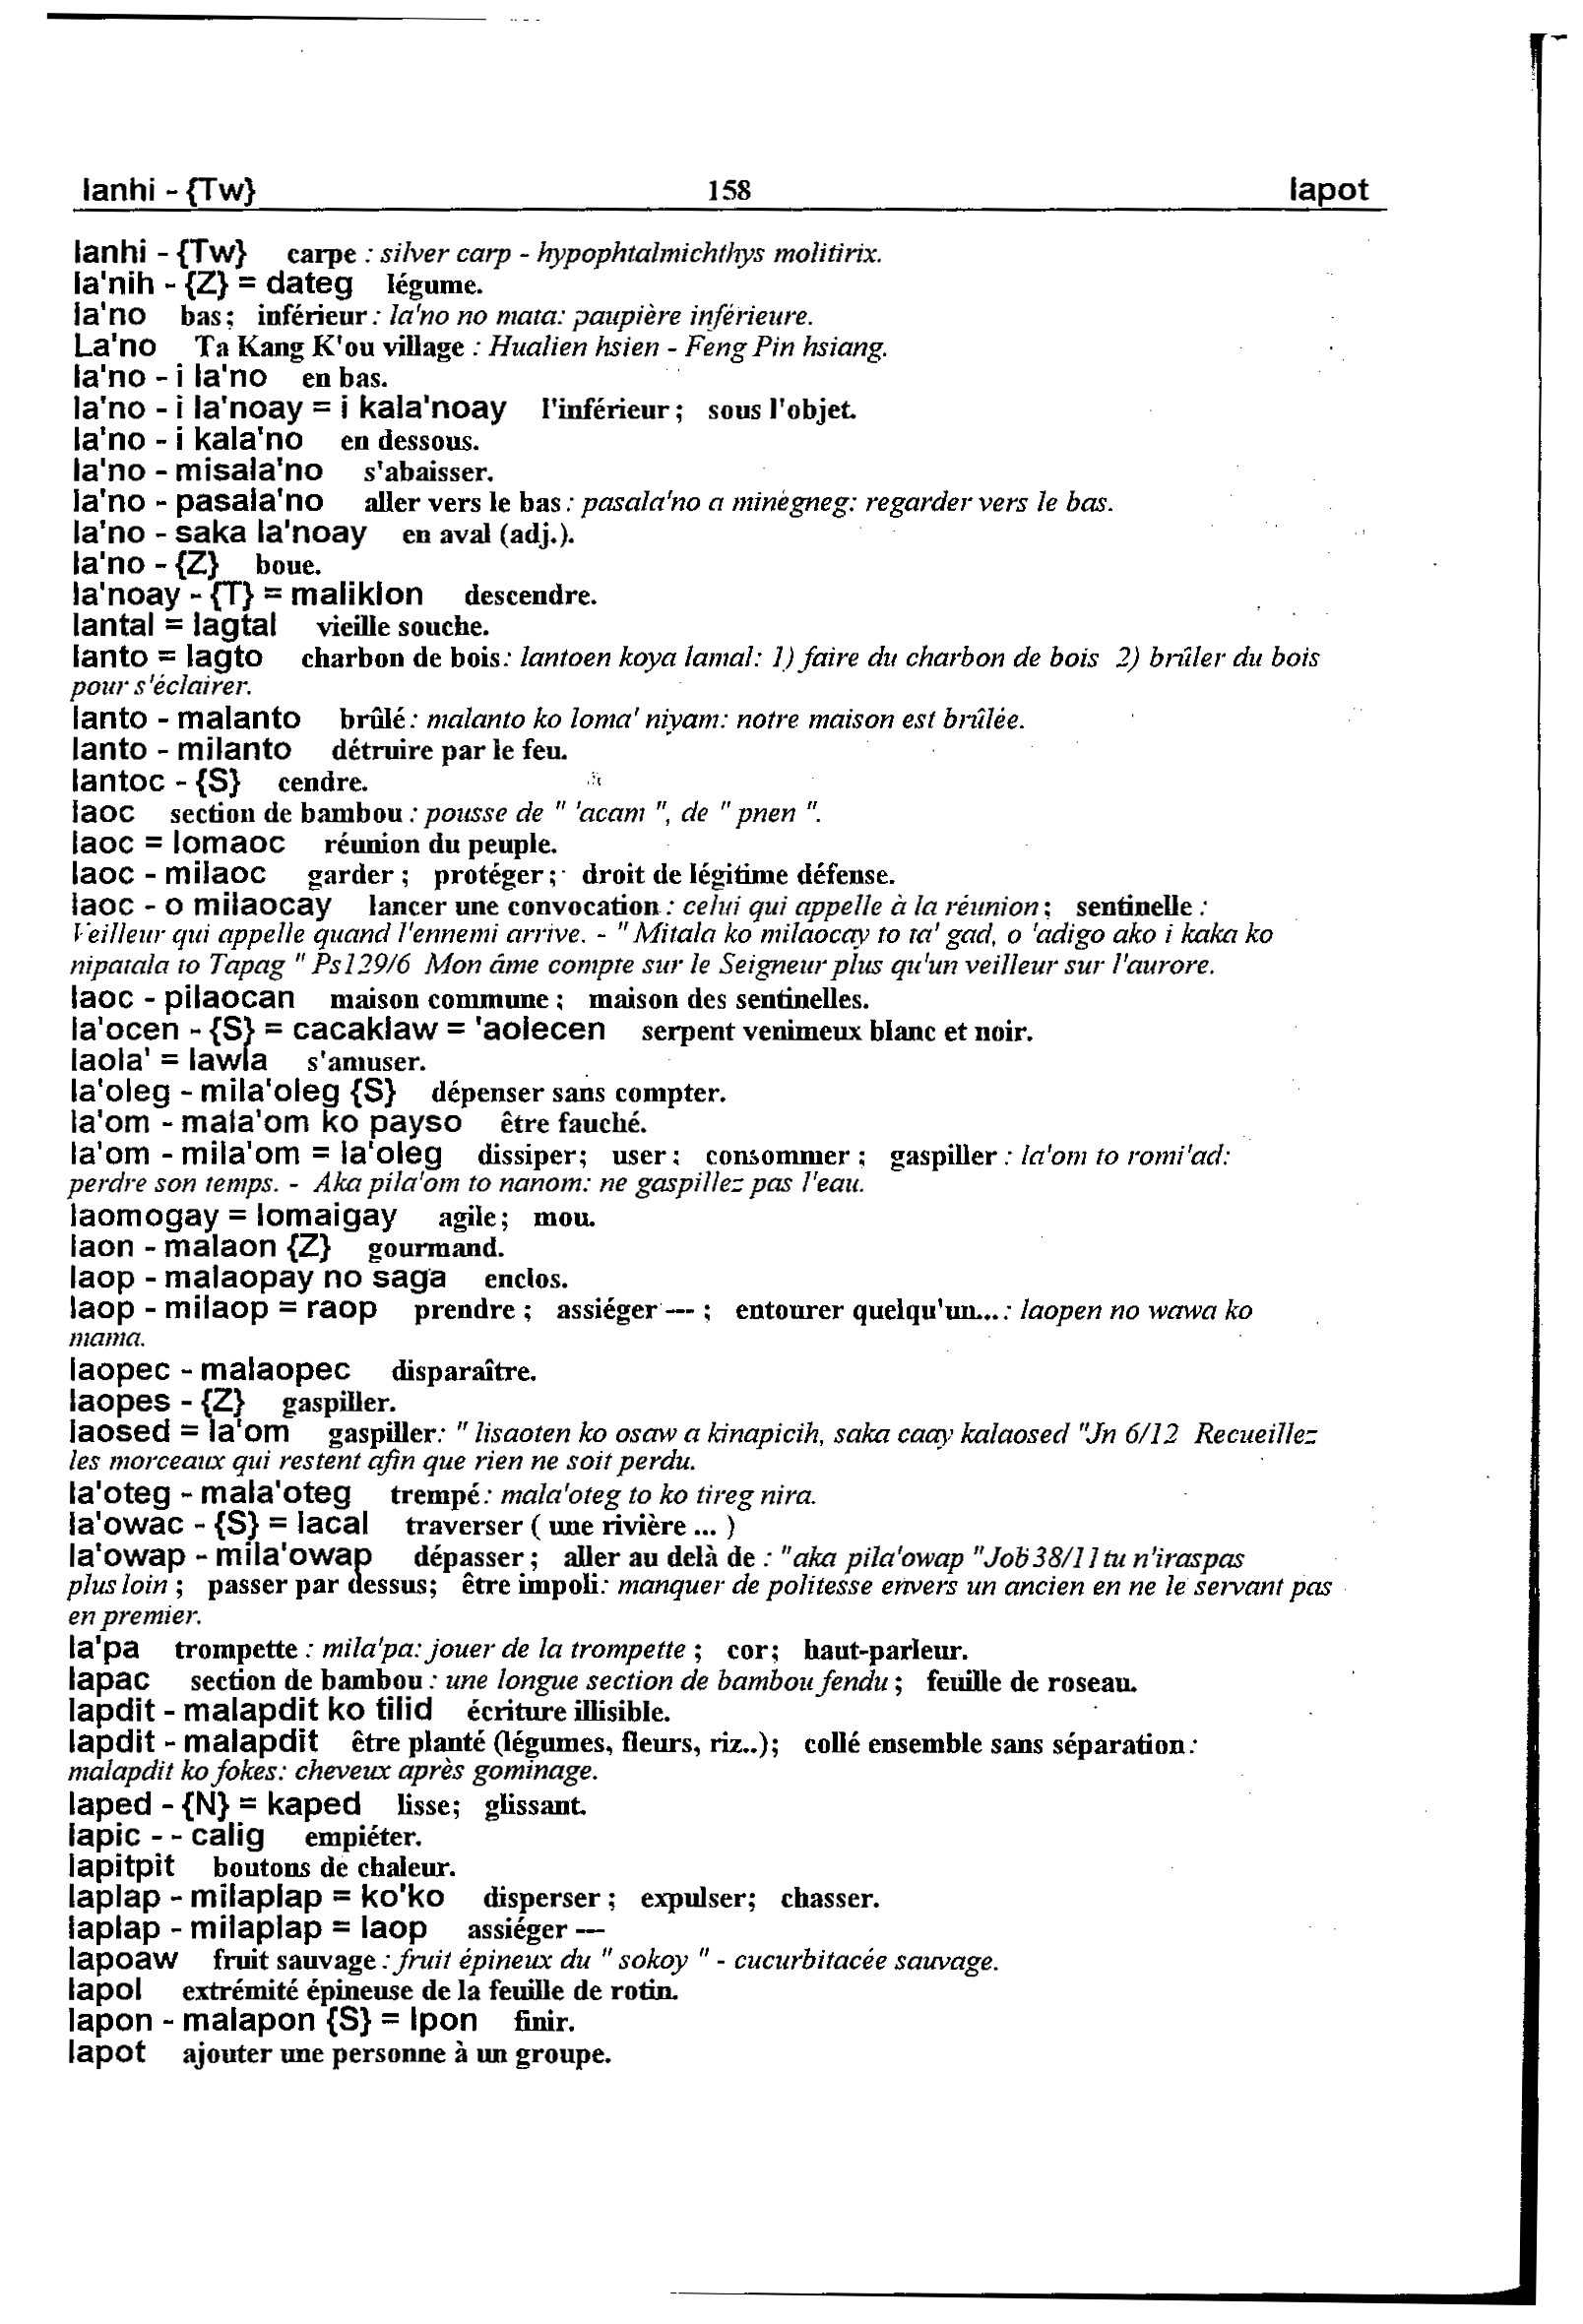 lanhi - {Tw} 158 lapot
lanhi - {Tw} carpe : silver carp - hypophtalmichthys molitirix.
la'nih - {Z} = dateg légume.
la'no bas; inférieur : la'no no mata: paupière inférieure.
La'no Ta Kang K'ou village : Hualien hsien - Feng Pin hsiang.
la'no - i la'no en bas.
la'no - i la'noay = i kala'noay l'inférieur ; sous l'objet.
la'no - i kala'no en dessous.
la'no - misala'no s'abaisser.
la'no - pasala'no aller vers le bas : pasala'no a minègneg: regarder vers le bas.
la'no - saka la'noay en aval (adj.).
la'no - {Z} boue.
la'noay - {T} = maliklon descendre.
lantal = lagtal vieille souche.
lanto = lagto charbon de bois: lantoen koya lamal: 1) faire du charbon de bois 2) brûler du bois
pour s'éclairer.
lanto - malanto brûlé : malanto ko loma' niyam: notre maison est brûlée.
lanto - milanto détruire par le feu.
lantoc - {S} cendre.
laoc section de bambou : pousse de " 'acam ", de " pnen ".
laoc = lomaoc réunion du peuple.
laoc - milaoc garder ; protéger ; droit de légitime défense.
laoc - o milaocay lancer une convocation : celui qui appelle à la réunion ; sentinelle :
Veilleur qui appelle quand l'ennemi arrive. - " Mitala ko milaocay to ta' gad, o 'adigo ako i kaka ko
nipatala to Tapag " Ps129/6 Mon âme compte sur le Seigneur plus qu'un veilleur sur l'aurore.
laoc - pilaocan maison commune ; maison des sentinelles.
la'ocen - {S} = cacaklaw = 'aolecen serpent venimeux blanc et noir.
laola' = lawla s'amuser.
la'oleg - mila'oleg {S} dépenser sans compter.
la'om - mala'om ko payso être fauché.
la'om - mila'om = la'oleg dissiper; user ; consommer ; gaspiller : la'om to romi'ad:
perdre son temps. - Aka pila'om to nanom: ne gaspillez pas l'eau.
laomogay = lomaigay agile ; mou.
laon - malaon {Z} gourmand.
laop - malaopay no saga enclos.
laop - milaop = raop prendre ; assiéger --- ; entourer quelqu'un... : laopen no wawa ko
mama.
laopec - malaopec disparaître.
laopes - {Z} gaspiller.
laosed = la'om gaspiller: " lisaoten ko osaw a kinapicih, saka caay kalaosed "Jn 6/12 Recueillez
les morceaux qui restent afin que rien ne soit perdu.
la'oteg - mala'oteg trempé : mala'oteg to ko tireg nira.
la'owac - {S} = lacal traverser ( une rivière ... )
la'owap - mila'owap dépasser ; aller au delà de : "aka pila'owap "Job 38/11 tu n'iraspas
plus loin ; passer par dessus; être impoli: manquer de politesse envers un ancien en ne le servant pas
en premier.
la'pa trompette : mila'pa: jouer de la trompette ; cor; haut-parleur.
lapac section de bambou : une longue section de bambou fendu ; feuille de roseau.
lapdit - malapdit ko tilid écriture illisible.
lapdit - malapdit être planté (légumes, fleurs, riz..); collé ensemble sans séparation :
malapdit ko fokes: cheveux après gominage.
laped - {N} = kaped lisse; glissant.
lapic - - calig empiéter.
lapitpit boutons de chaleur.
laplap - milaplap = ko'ko disperser ; expulser; chasser.
laplap - milaplap = laop assiéger ---
lapoaw fruit sauvage : fruit épineux du " sokoy " - cucurbitacée sauvage.
lapol extrémité épineuse de la feuille de rotin.
lapon - malapon {S} = lpon finir.
lapot ajouter une personne à un groupe.